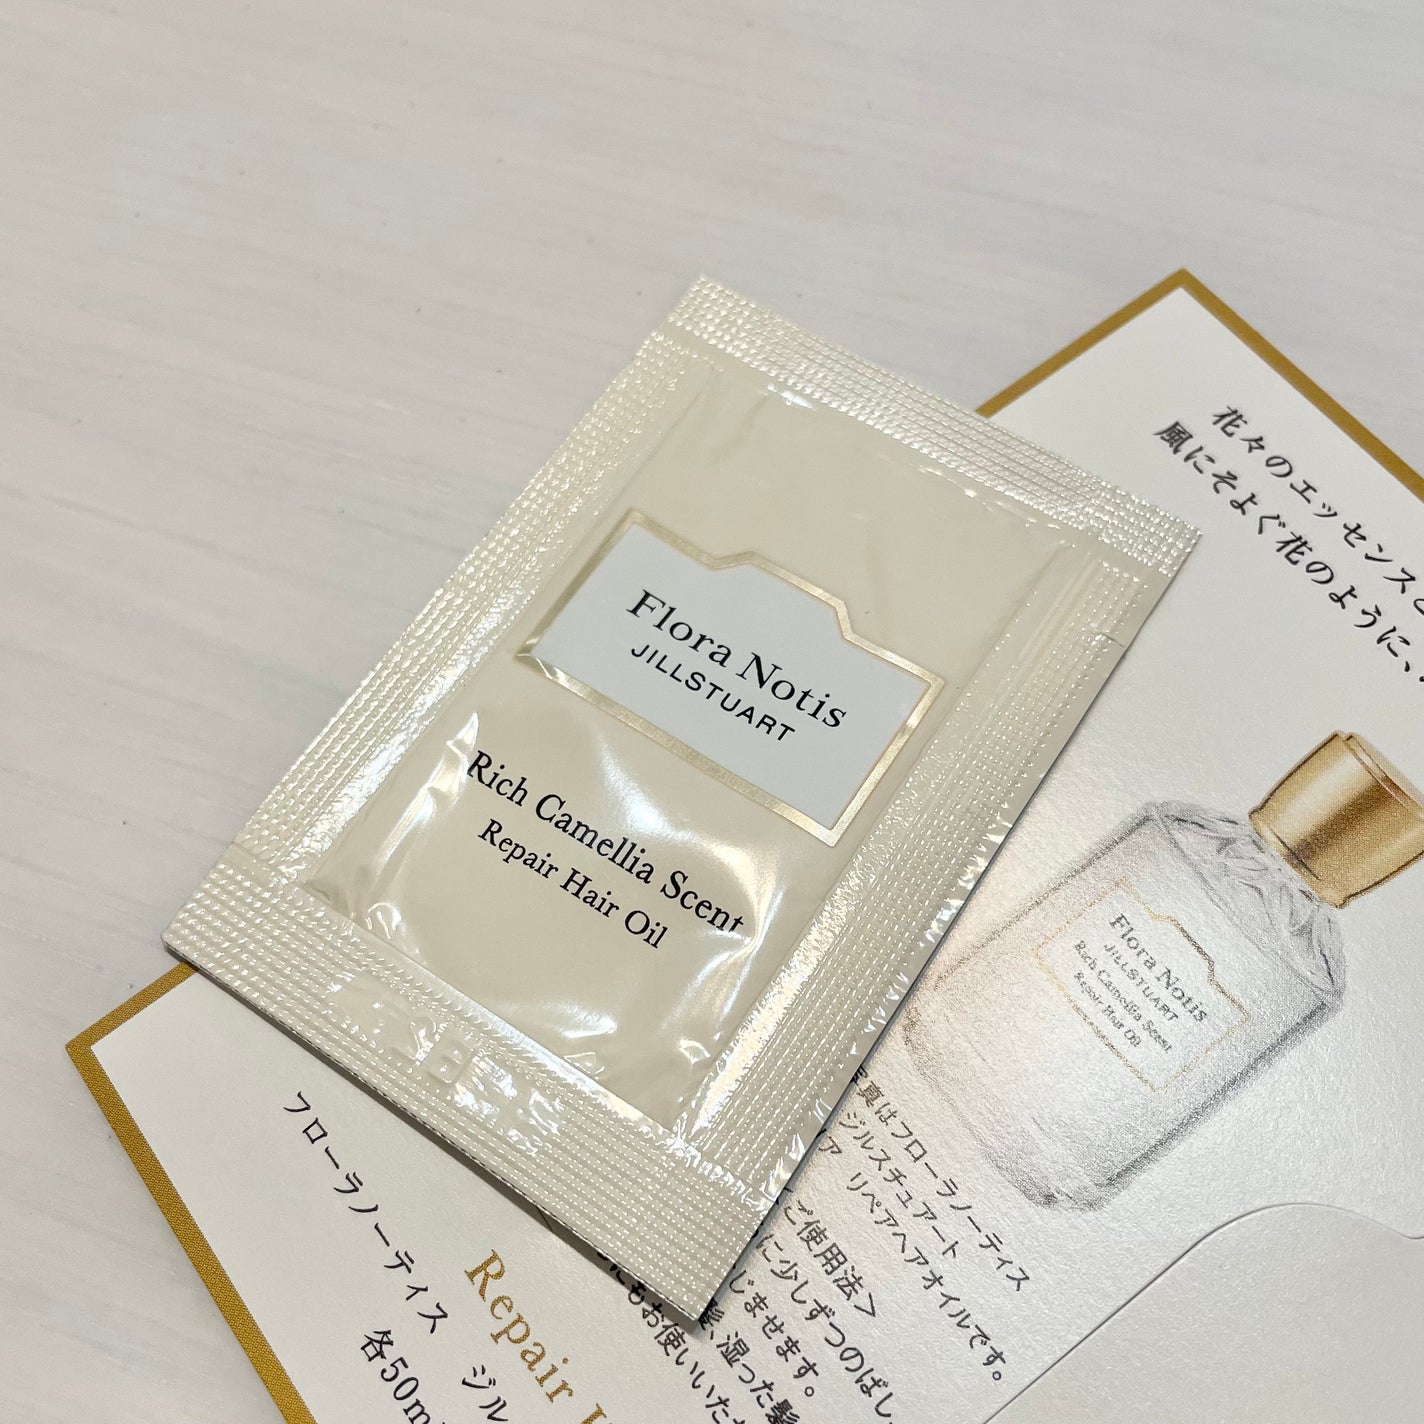 Flora Notis
JILLSTUART
Rich Camellia Scent
Repair Hair Oil
花々のエッセンスと
風にそよぐ花のように、
Flora Notis
JILLSTUART
Rich Camellia Scent
Repair Hair Oil
真はフローラノーティス
ジルスチュアート
リペアヘアオイルです。
ご使用法＞
に少しずつのばし、
じませます。
髪、湿った髪
にもお使いいた
フローラノーティス ジル
Repair
各50m